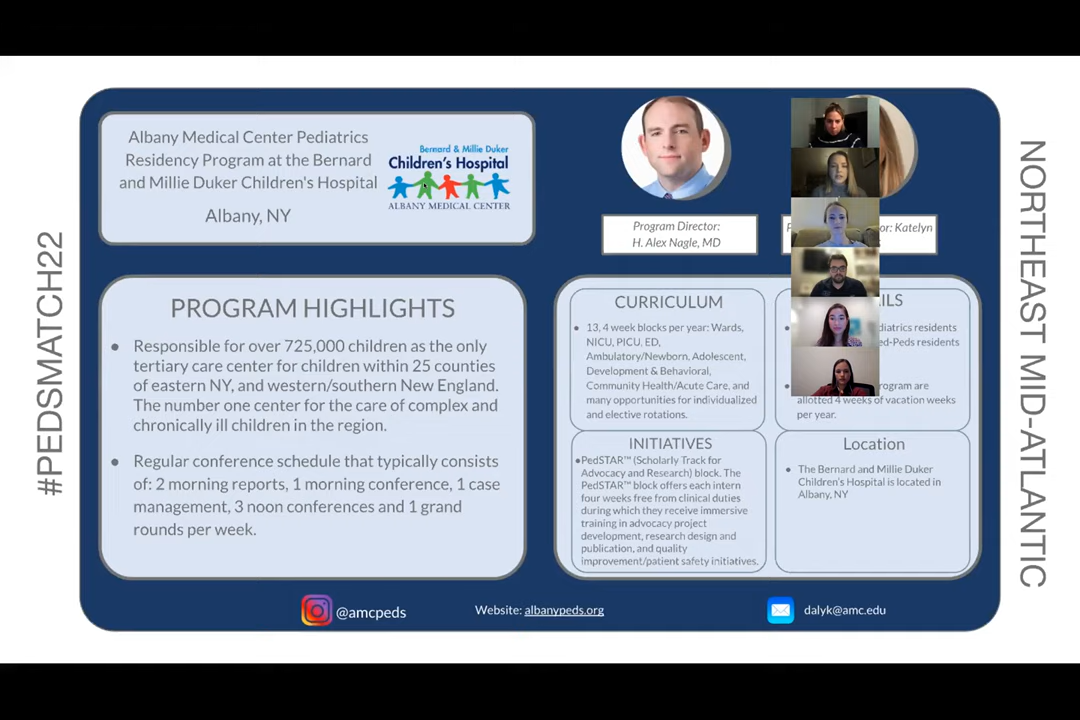 #PEDSMATCH22
Albany Medical Center Pediatrics
Residency Program at the Bernard
and Millie Duker Children's Hospital
Albany, NY
Bernard & Millie Duker
Children's Hospital
ALBANY MEDICAL CENTER
Program Director:
H. Alex Nagle, MD
or: Katelyn
PROGRAM HIGHLIGHTS
● Responsible for over 725,000 children as the only
tertiary care center for children within 25 counties
of eastern NY, and western/southern New England.
The number one center for the care of complex and
chronically ill children in the region.
● Regular conference schedule that typically consists
of: 2 morning reports, 1 morning conference, 1 case
management, 3 noon conferences and 1 grand
rounds per week.
CURRICULUM
● 13, 4 week blocks per year: Wards,
NICU, PICU, ED,
Ambulatory/Newborn, Adolescent,
Development & Behavioral,
Community Health/Acute Care, and
many opportunities for individualized
and elective rotations.
residents
residents
program are
allotted 4 weeks of vacation weeks
per year.
INITIATIVES
●PedSTAR™ (Scholarly Track for
Advocacy and Research) block. The
PedSTAR™ block offers each intern
four weeks free from clinical duties
during which they receive immersive
training in advocacy project
development, research design and
publication, and quality
improvement/patient safety initiatives.
Location
● The Bernard and Millie Duker
Children's Hospital is located in
Albany, NY
@amcpeds
Website: albanypeds.org
dalyk@amc.edu
NORTHEAST MID-ATLANTIC